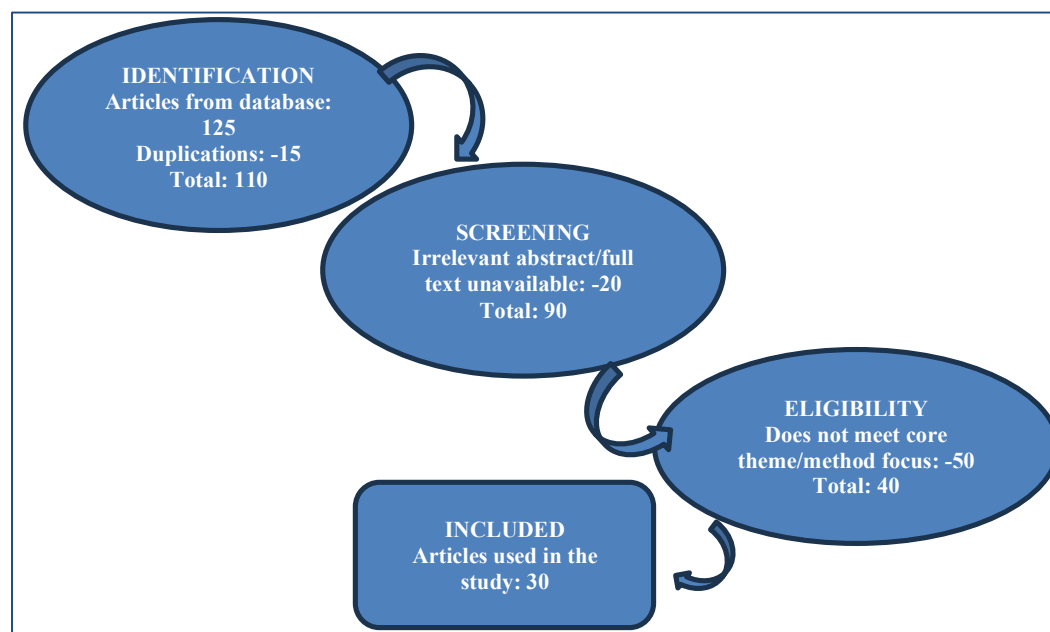 IDENTIFICATION
Articles from database:
125
Duplications: -15
Total: 110
SCREENING
Irrelevant abstract/full
text unavailable: -20
Total: 90
ELIGIBILITY
Does not meet core
theme/method focus: -50
Total: 40
INCLUDED
Articles used in the
study: 30